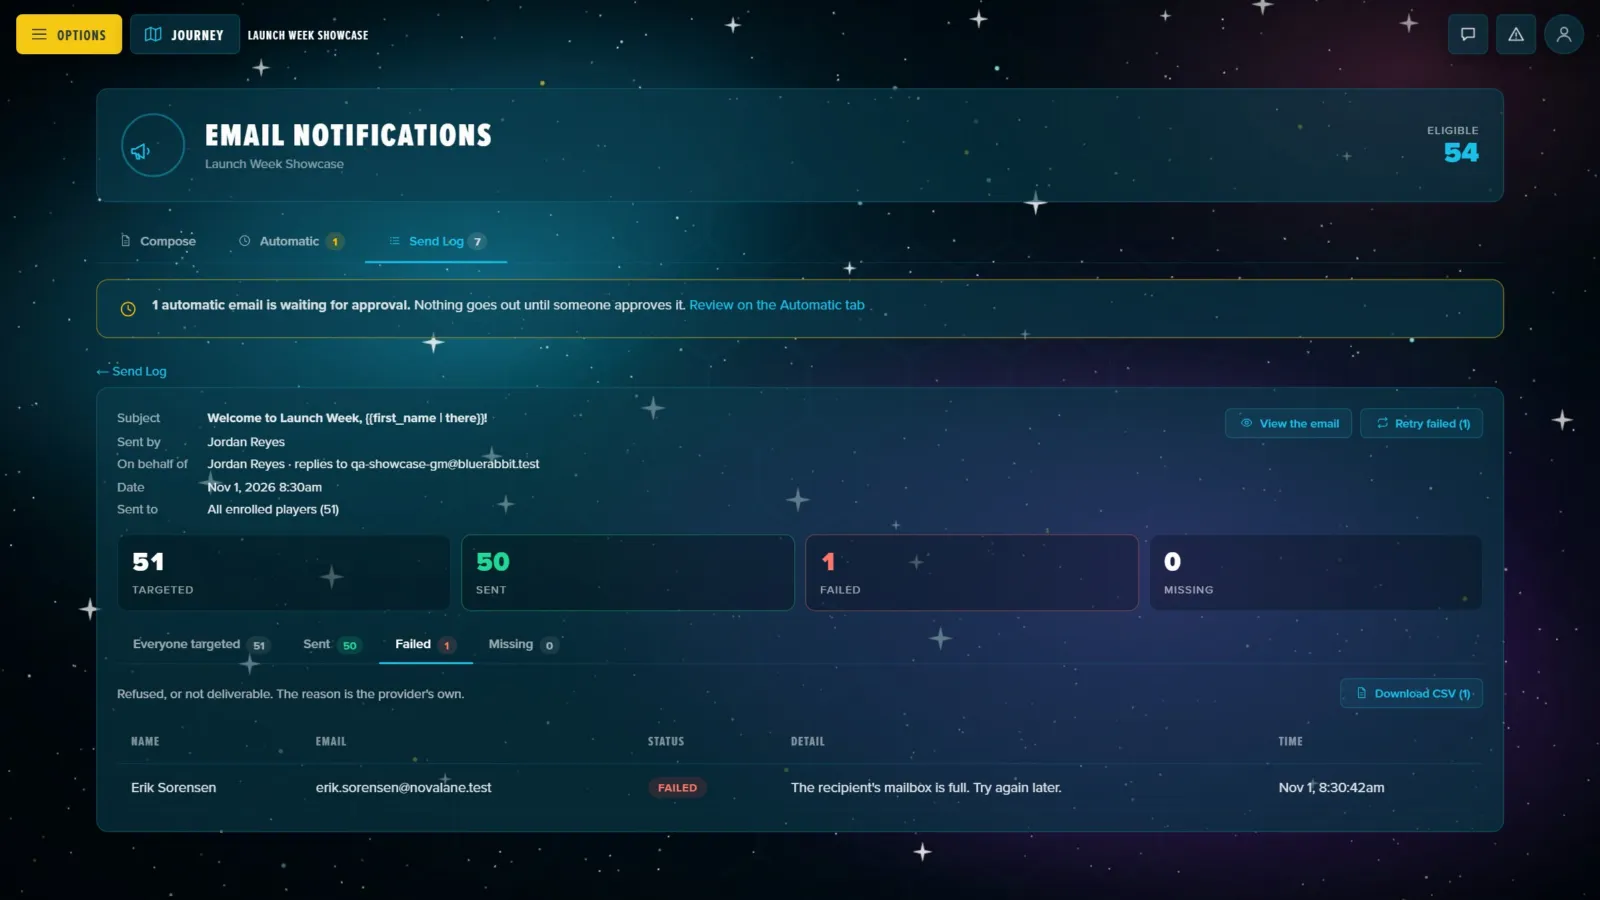 OPTIONS
JOURNEY
LAUNCH WEEK SHOWCASE
EMAIL NOTIFICATIONS
Launch Week Showcase
ELIGIBLE
54
Compose
Automatic 1
Send Log 7
1 automatic email is waiting for approval. Nothing goes out until someone approves it. Review on the Automatic tab
← Send Log
Subject Welcome to Launch Week, {{first_name | there}}!
View the email
Retry failed (1)
Sent by Jordan Reyes
On behalf of Jordan Reyes · replies to qa-showcase-gm@bluerabbit.test
Date Nov 1, 2026 8:30am
Sent to All enrolled players (51)
51
TARGETED
50
SENT
1
FAILED
0
MISSING
Everyone targeted 51
Sent 50
Failed 1
Missing 0
Refused, or not deliverable. The reason is the provider's own.
Download CSV (1)
NAME EMAIL STATUS DETAIL TIME
Erik Sorensen erik.sorensen@novalane.test FAILED The recipient's mailbox is full. Try again later. Nov 1, 8:30:42am